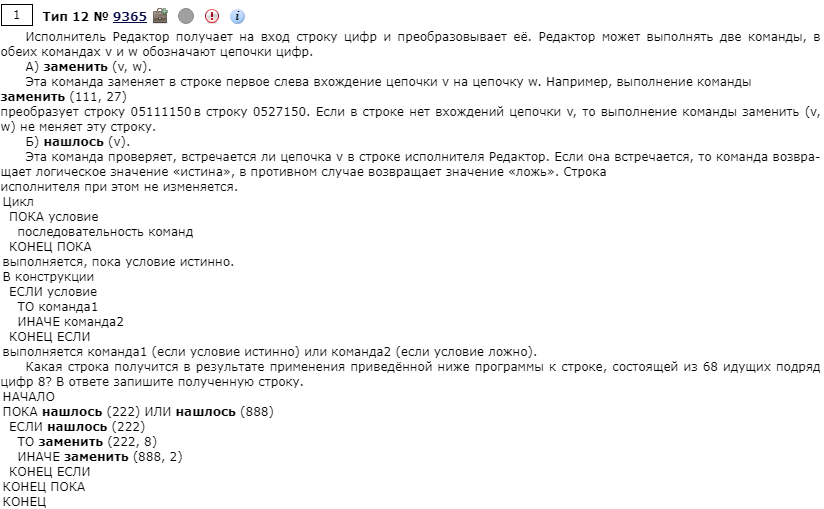 1 Тип 12 № 9365
Исполнитель Редактор получает на вход строку цифр и преобразовывает её. Редактор может выполнять две команды, в
обеих командах v и w обозначают цепочки цифр.
А) заменить (v, w).
Эта команда заменяет в строке первое слева вхождение цепочки v на цепочку w. Например, выполнение команды
заменить (111, 27)
преобразует строку 05111150 в строку 0527150. Если в строке нет вхождений цепочки v, то выполнение команды заменить (v,
w) не меняет эту строку.
Б) нашлось (v).
Эта команда проверяет, встречается ли цепочка v в строке исполнителя Редактор. Если она встречается, то команда возвра-
щает логическое значение «истина», в противном случае возвращает значение «ложь». Строка
исполнителя при этом не изменяется.
Цикл
ПОКА условие
последовательность команд
КОНЕЦ ПОКА
выполняется, пока условие истинно.
В конструкции
ЕСЛИ условие
ТО команда1
ИНАЧЕ команда2
КОНЕЦ ЕСЛИ
выполняется команда1 (если условие истинно) или команда2 (если условие ложно).
Какая строка получится в результате применения приведённой ниже программы к строке, состоящей из 68 идущих подряд
цифр 8? В ответе запишите полученную строку.
НАЧАЛО
ПОКА нашлось (222) ИЛИ нашлось (888)
ЕСЛИ нашлось (222)
ТО заменить (222, 8)
ИНАЧЕ заменить (888, 2)
КОНЕЦ ЕСЛИ
КОНЕЦ ПОКА
КОНЕЦ